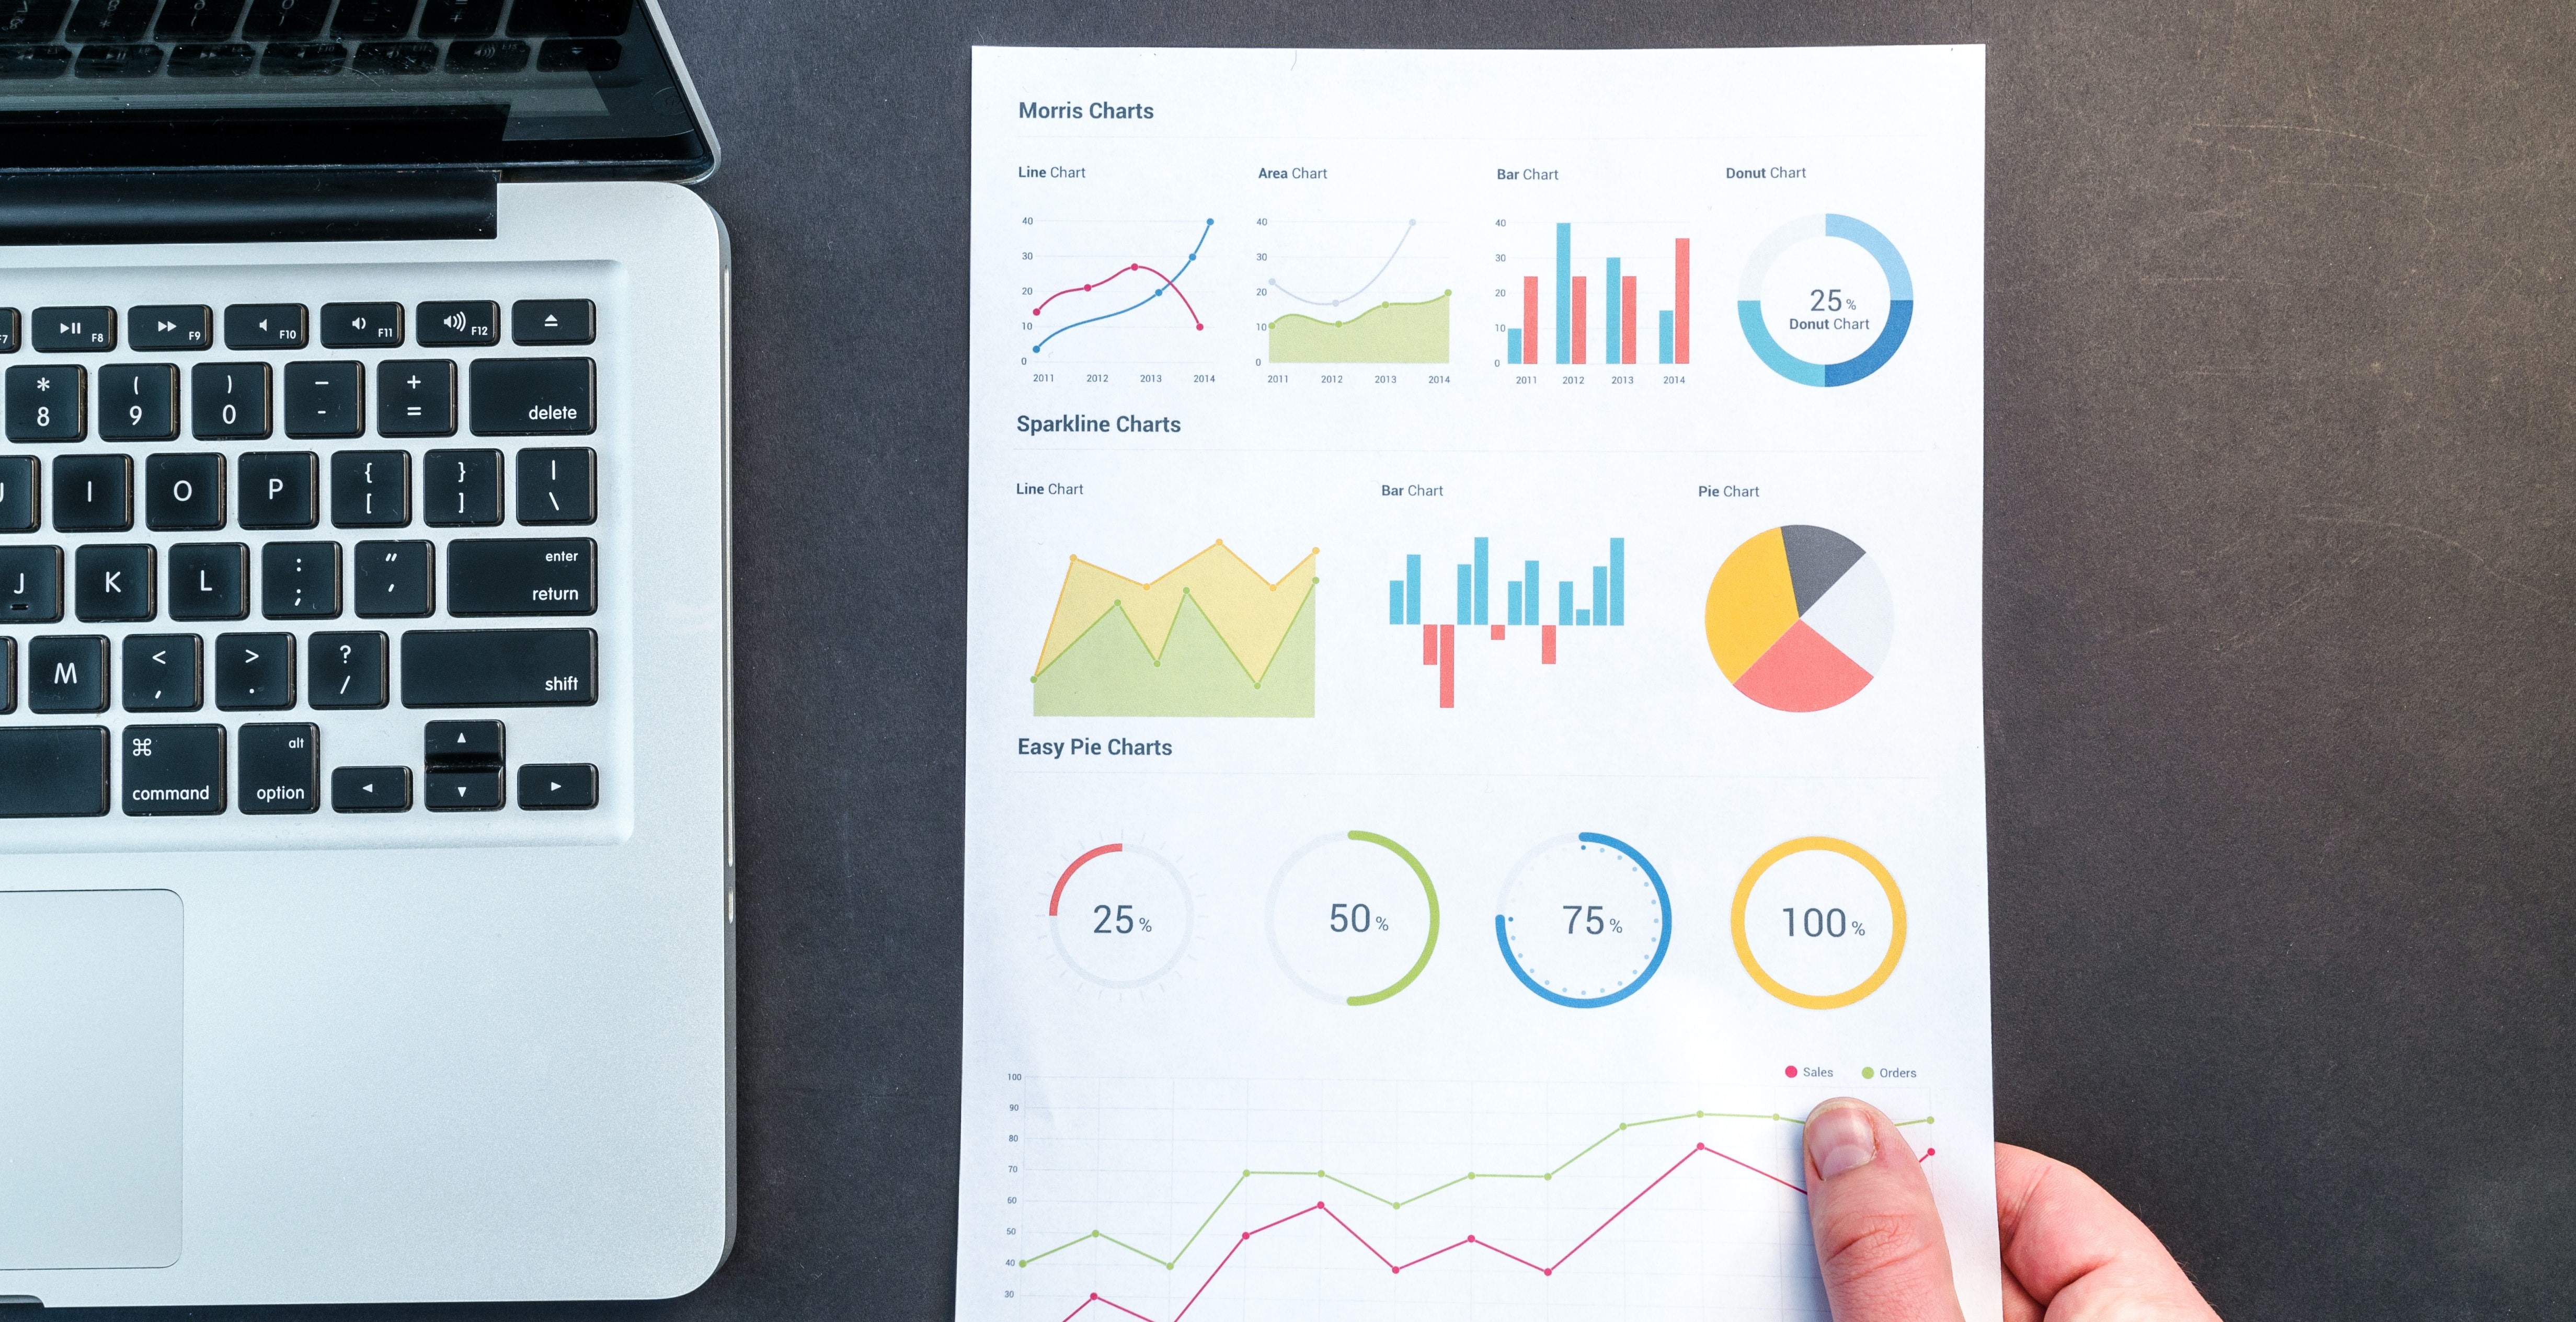 F7 F8 F9 F10 F11 F12
* ( ) _ +
8 9 0 - = delete
{ } |
I O P [ ] \
: " enter
J K L ; ' return
< > ?
M , . / shift
⌘ alt
command option
Morris Charts
Line Chart Area Chart Bar Chart Donut Chart
40 40 40
30 30 30
20 20 20
10 10 10
0 0 0
2011 2012 2013 2014 2011 2012 2013 2014 2011 2012 2013 2014
25 %
Donut Chart
Sparkline Charts
Line Chart Bar Chart Pie Chart
Easy Pie Charts
25 % 50 % 75 % 100 %
Sales Orders
100
90
80
70
60
50
40
30